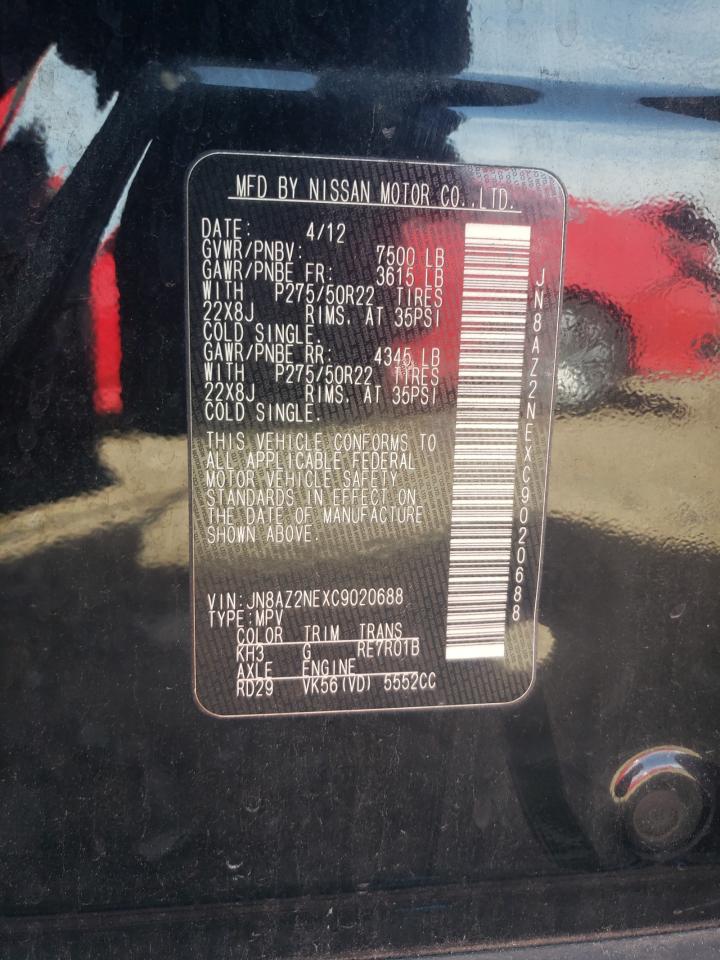 MFD BY NISSAN MOTOR CO.,LTD.
DATE: 4/12
GVWR/PNBV: 7500 LB
GAWR/PNBE FR: 3615 LB
WITH P275/50R22 TIRES
22X8J RIMS. AT 35PSI
COLD SINGLE.
GAWR/PNBE RR: 4345 LB
WITH P275/50R22 TIRES
22X8J RIMS. AT 35PSI
COLD SINGLE.
THIS VEHICLE CONFORMS TO
ALL APPLICABLE FEDERAL
MOTOR VEHICLE SAFETY
STANDARDS IN EFFECT ON
THE DATE OF MANUFACTURE
SHOWN ABOVE.
VIN:JN8AZ2NEXC9020688
TYPE:MPV
COLOR TRIM TRANS
KH3 G RE7R01B
AXLE ENGINE
RD29 VK56(VD) 5552CC
JN8AZ2NEXC9020688